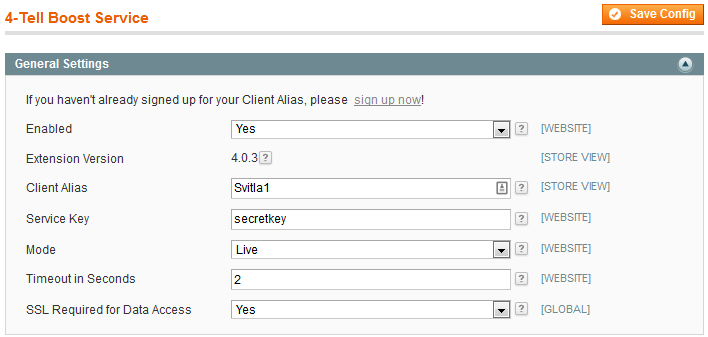 4-Tell Boost Service Save Config
General Settings
If you haven't already signed up for your Client Alias, please sign up now!
Enabled Yes ? [WEBSITE]
Extension Version 4.0.3 ? [STORE VIEW]
Client Alias Svitla1 ? [STORE VIEW]
Service Key secretkey ? [WEBSITE]
Mode Live ? [WEBSITE]
Timeout in Seconds 2 ? [WEBSITE]
SSL Required for Data Access Yes ? [GLOBAL]